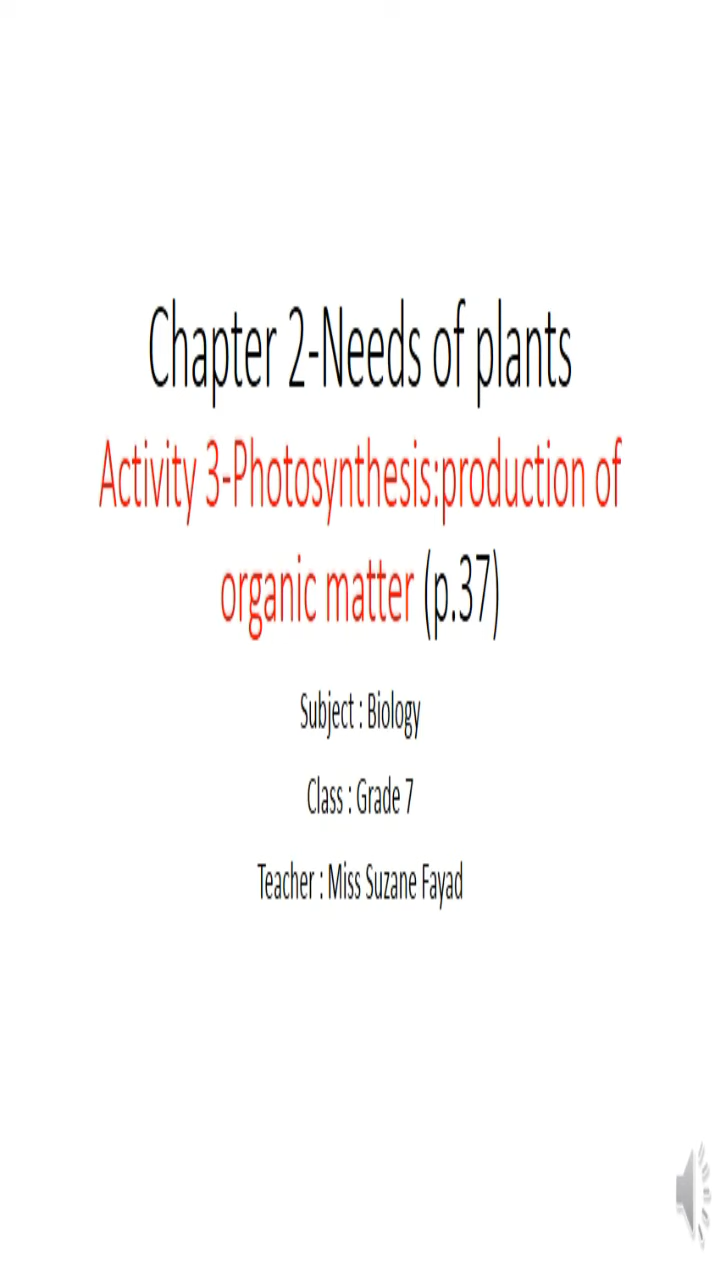 Chapter 2-Needs of plants
Activity 3-Photosynthesis:production of
organic matter (p.37)
Subject : Biology
Class : Grade 7
Teacher : Miss Suzane Fayad